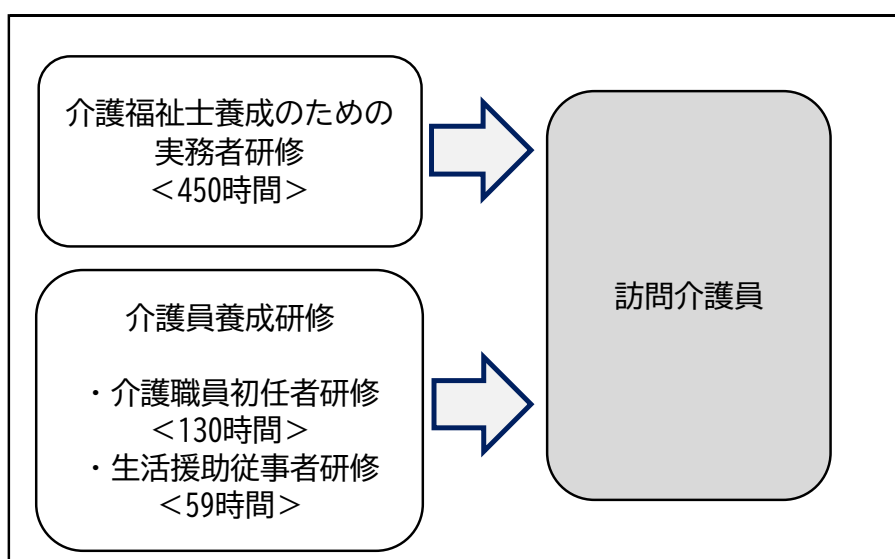 介護福祉士養成のための
実務者研修
＜450時間＞
介護員養成研修
・介護職員初任者研修
＜130時間＞
・生活援助従事者研修
＜59時間＞
訪問介護員